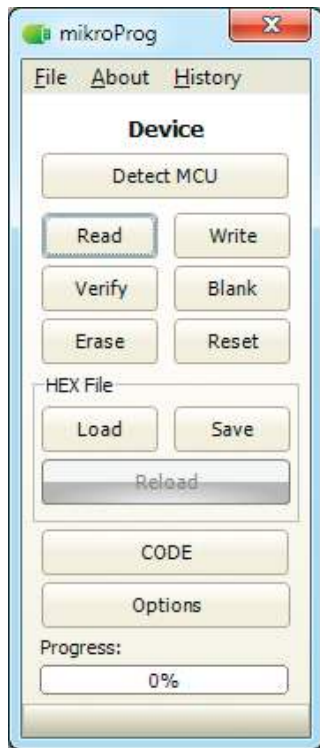 mikroProg
File About History
Device
Detect MCU
Read Write
Verify Blank
Erase Reset
HEX File
Load Save
Reload
CODE
Options
Progress:
0%